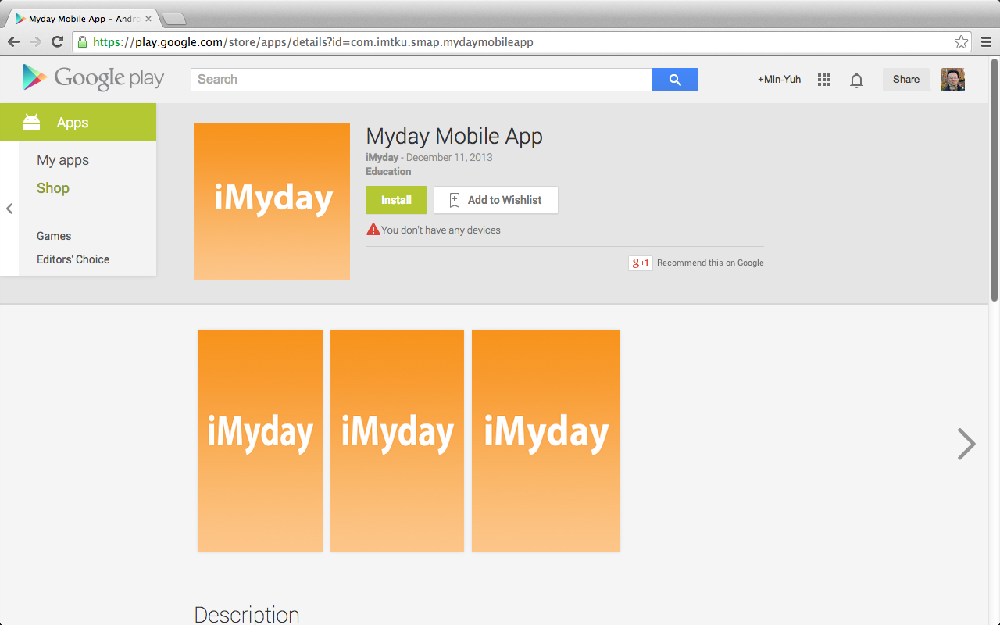 Myday Mobile App – Andro
https://play.google.com/store/apps/details?id=com.imtku.smap.mydaymobileapp
Google play
Search
+Min-Yuh
Share
Apps
My apps
Shop
Games
Editors' Choice
iMyday
Myday Mobile App
iMyday - December 11, 2013
Education
Install
Add to Wishlist
You don't have any devices
g+1 Recommend this on Google
iMyday
iMyday
iMyday
Description